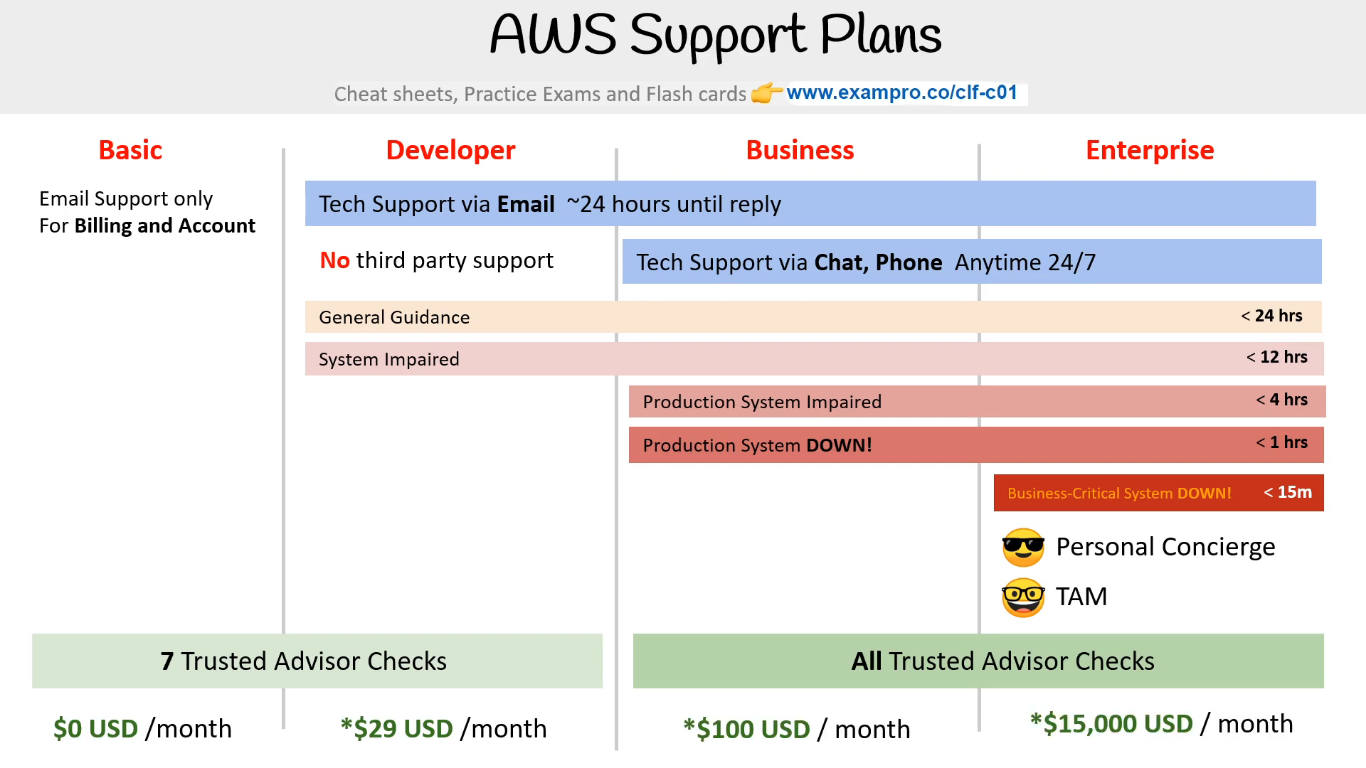 AWS Support Plans
Cheat sheets, Practice Exams and Flash cards 👉 www.exampro.co/clf-c01
Basic
Developer
Business
Enterprise
Email Support only
For Billing and Account
Tech Support via Email ~24 hours until reply
No third party support
Tech Support via Chat, Phone Anytime 24/7
General Guidance < 24 hrs
System Impaired < 12 hrs
Production System Impaired < 4 hrs
Production System DOWN! < 1 hrs
Business-Critical System DOWN! < 15m
😎 Personal Concierge
🤓 TAM
7 Trusted Advisor Checks
All Trusted Advisor Checks
$0 USD /month
*$29 USD /month
*$100 USD / month
*$15,000 USD / month